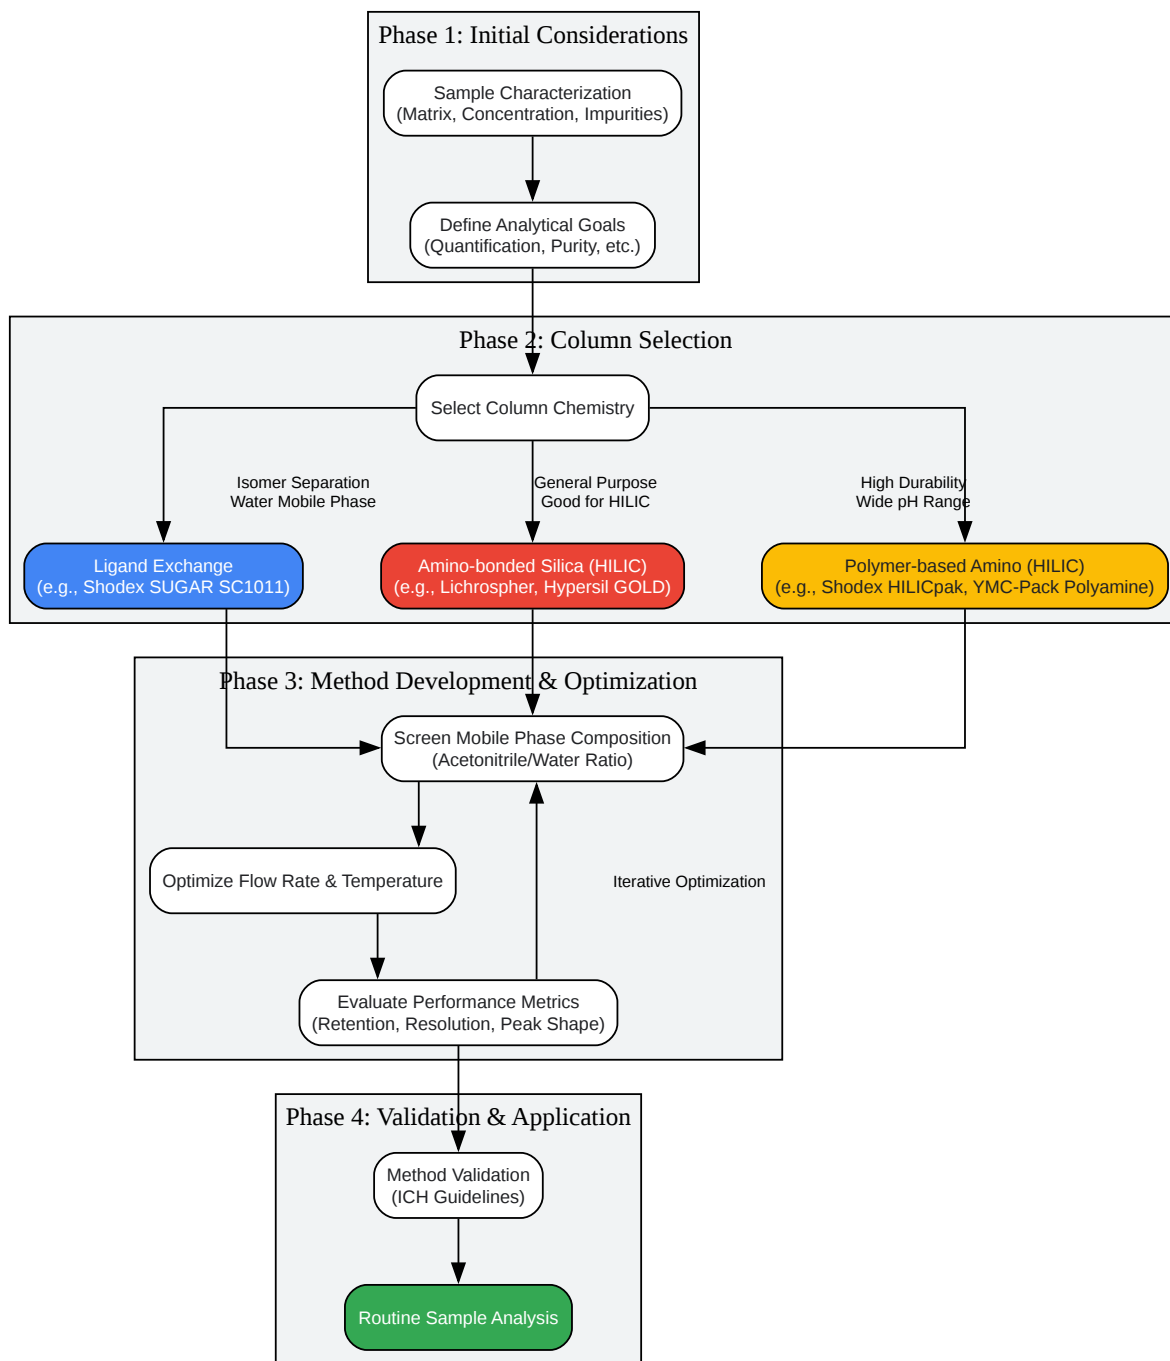 Phase 1: Initial Considerations
Sample Characterization
(Matrix, Concentration, Impurities)
Define Analytical Goals
(Quantification, Purity, etc.)
Phase 2: Column Selection
Select Column Chemistry
Isomer Separation
Water Mobile Phase
General Purpose
Good for HILIC
High Durability
Wide pH Range
Ligand Exchange
(e.g., Shodex SUGAR SC1011)
Amino-bonded Silica (HILIC)
(e.g., Lichrospher, Hypersil GOLD)
Polymer-based Amino (HILIC)
(e.g., Shodex HILICpak, YMC-Pack Polyamine)
Phase 3: Method Development & Optimization
Screen Mobile Phase Composition
(Acetonitrile/Water Ratio)
Optimize Flow Rate & Temperature
Iterative Optimization
Evaluate Performance Metrics
(Retention, Resolution, Peak Shape)
Phase 4: Validation & Application
Method Validation
(ICH Guidelines)
Routine Sample Analysis